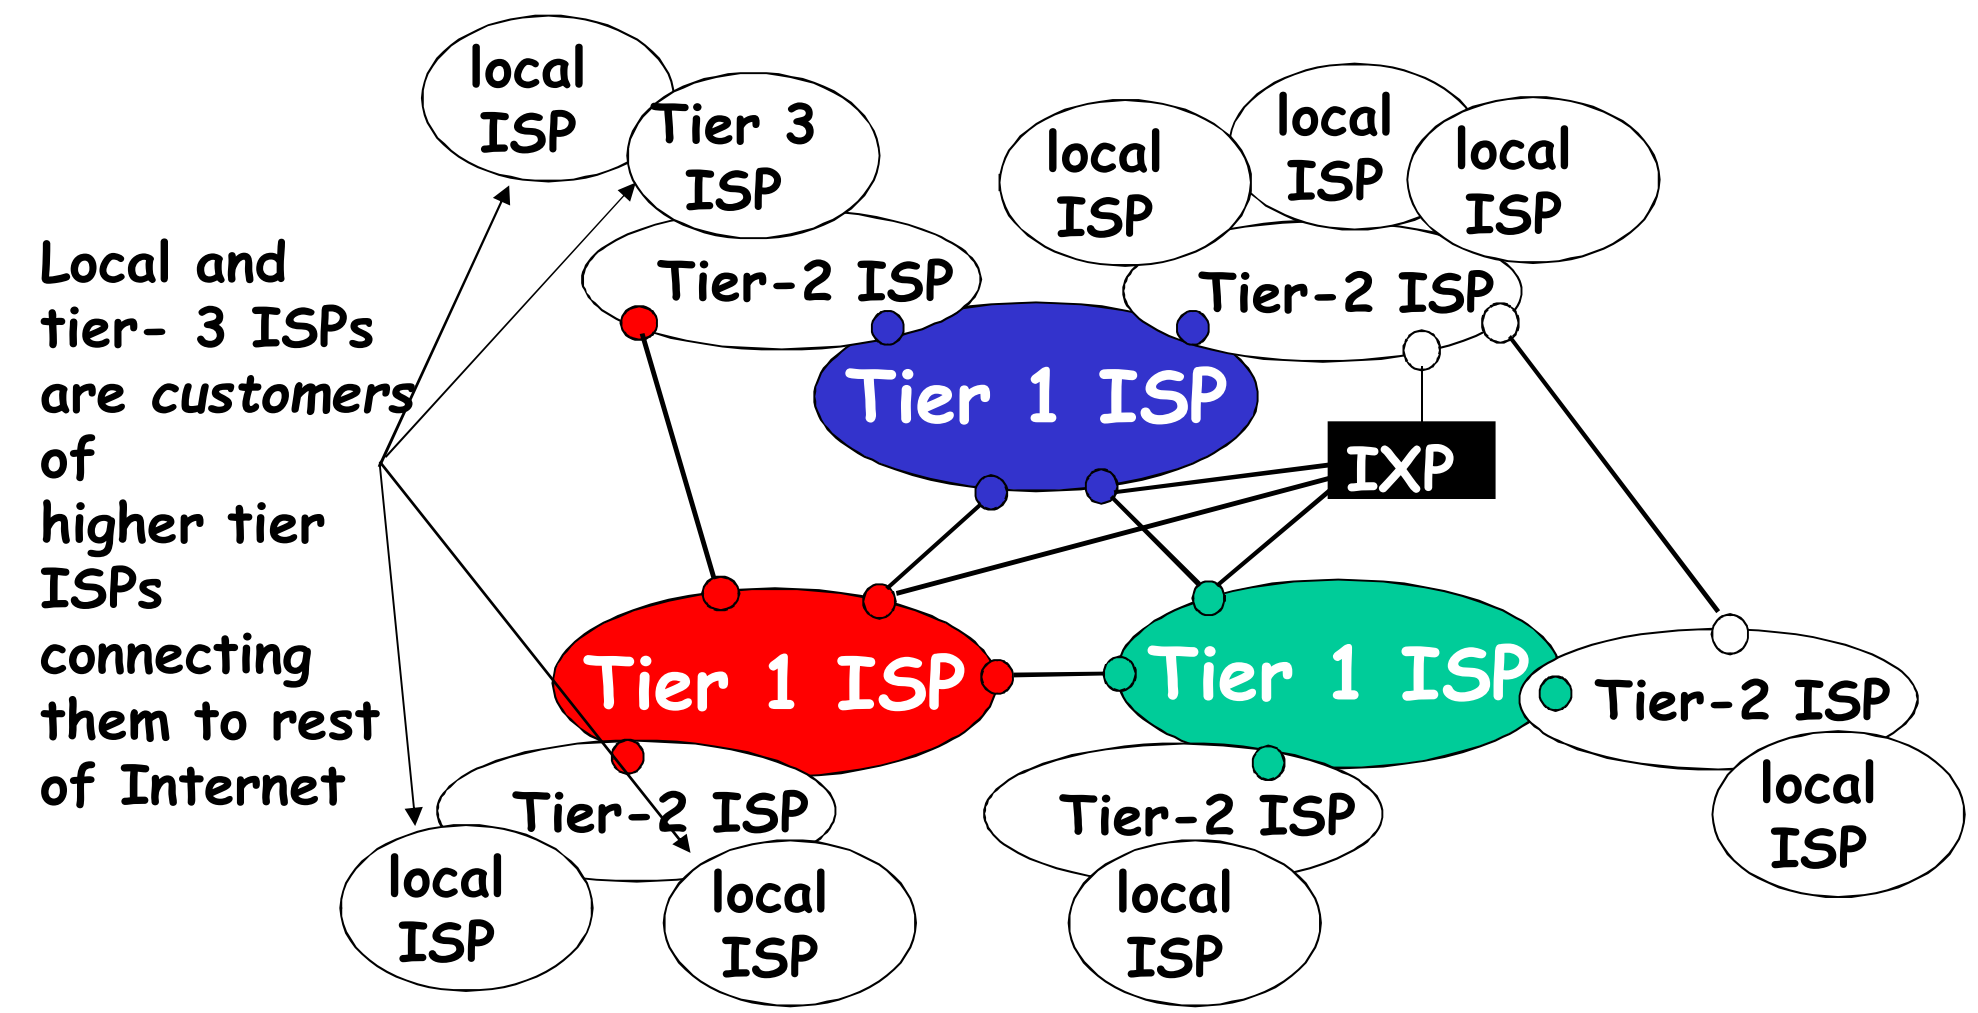 local
ISP
Tier 3
ISP
local
ISP
local
ISP
local
ISP
Local and
tier- 3 ISPs
are customers
of
higher tier
ISPs
connecting
them to rest
of Internet
Tier-2 ISP
Tier-2 ISP
Tier 1 ISP
IXP
Tier 1 ISP
Tier 1 ISP
Tier-2 ISP
Tier-2 ISP
Tier-2 ISP
local
ISP
local
ISP
local
ISP
local
ISP